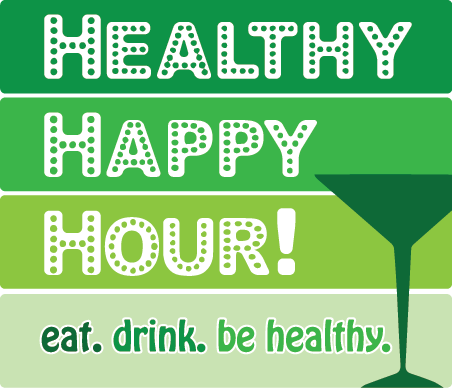 HEALTHY
HAPPY
HOUR!
eat. drink. be healthy.